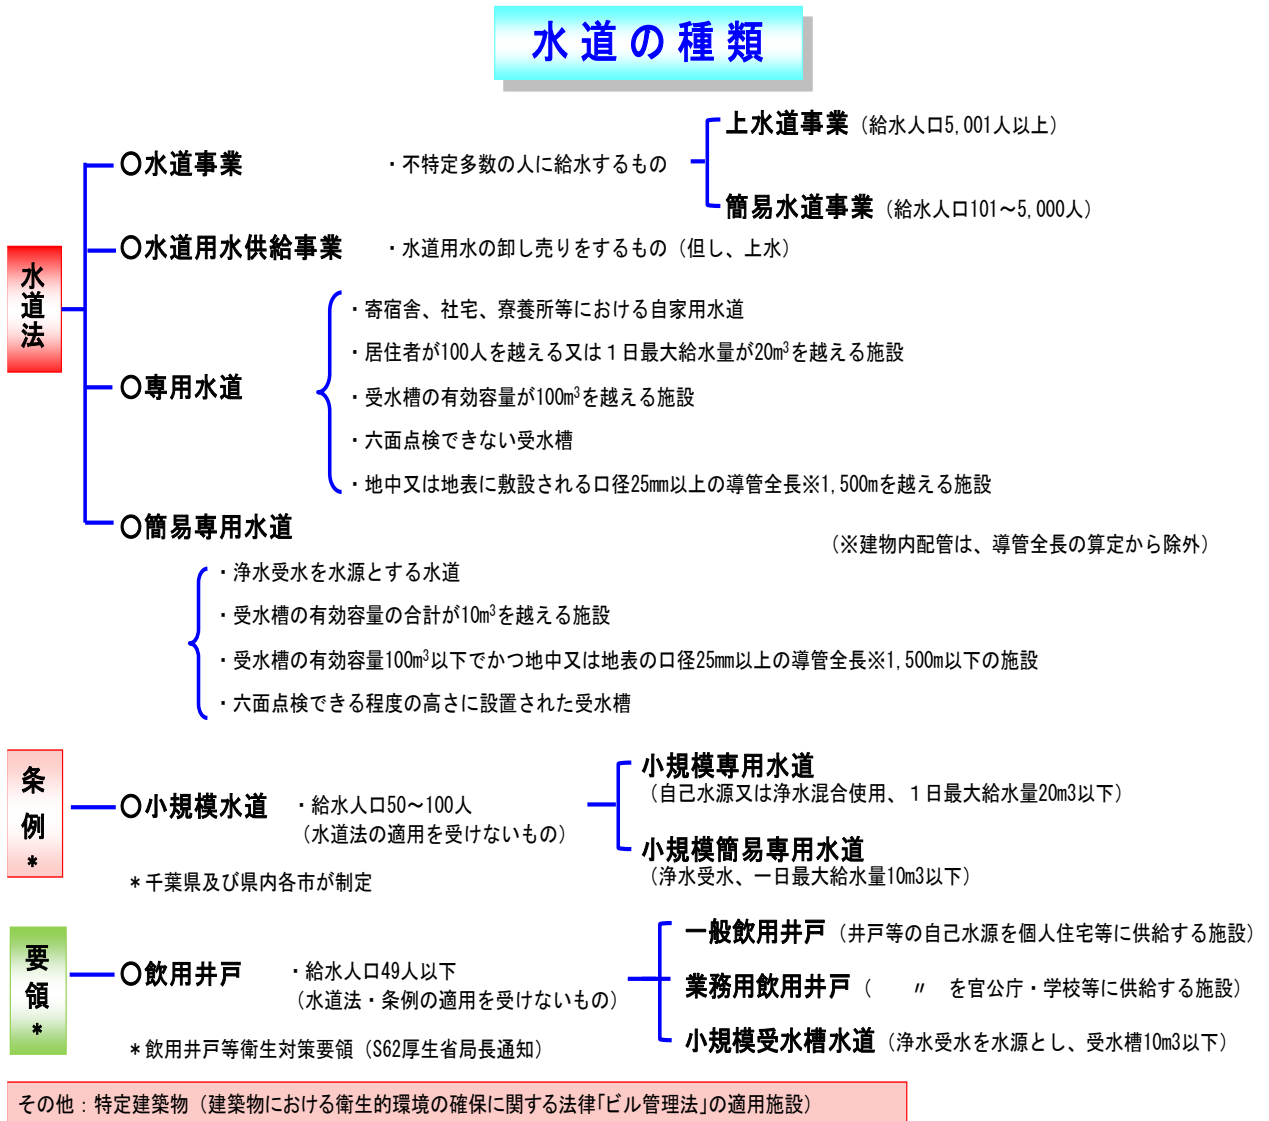 水道の種類
水道法
〇水道事業
・不特定多数の人に給水するもの
上水道事業（給水人口5,001人以上）
簡易水道事業（給水人口101～5,000人）
〇水道用水供給事業
・水道用水の卸し売りをするもの（但し、上水）
〇専用水道
・寄宿舎、社宅、寮養所等における自家用水道
・居住者が100人を越える又は１日最大給水量が20m³を越える施設
・受水槽の有効容量が100m³を越える施設
・六面点検できない受水槽
・地中又は地表に敷設される口径25mm以上の導管全長※1,500mを越える施設
〇簡易専用水道
（※建物内配管は、導管全長の算定から除外）
・浄水受水を水源とする水道
・受水槽の有効容量の合計が10m³を越える施設
・受水槽の有効容量100m³以下でかつ地中又は地表の口径25mm以上の導管全長※1,500m以下の施設
・六面点検できる程度の高さに設置された受水槽
条例*
〇小規模水道
・給水人口50～100人
（水道法の適用を受けないもの）
小規模専用水道
（自己水源又は浄水混合使用、１日最大給水量20m3以下）
小規模簡易専用水道
（浄水受水、一日最大給水量10m3以下）
*千葉県及び県内各市が制定
要領*
〇飲用井戸
・給水人口49人以下
（水道法・条例の適用を受けないもの）
一般飲用井戸（井戸等の自己水源を個人住宅等に供給する施設）
業務用飲用井戸（　　〃　を官公庁・学校等に供給する施設）
小規模受水槽水道（浄水受水を水源とし、受水槽10m3以下）
*飲用井戸等衛生対策要領（S62厚生省局長通知）
その他：特定建築物（建築物における衛生的環境の確保に関する法律｢ビル管理法｣の適用施設）